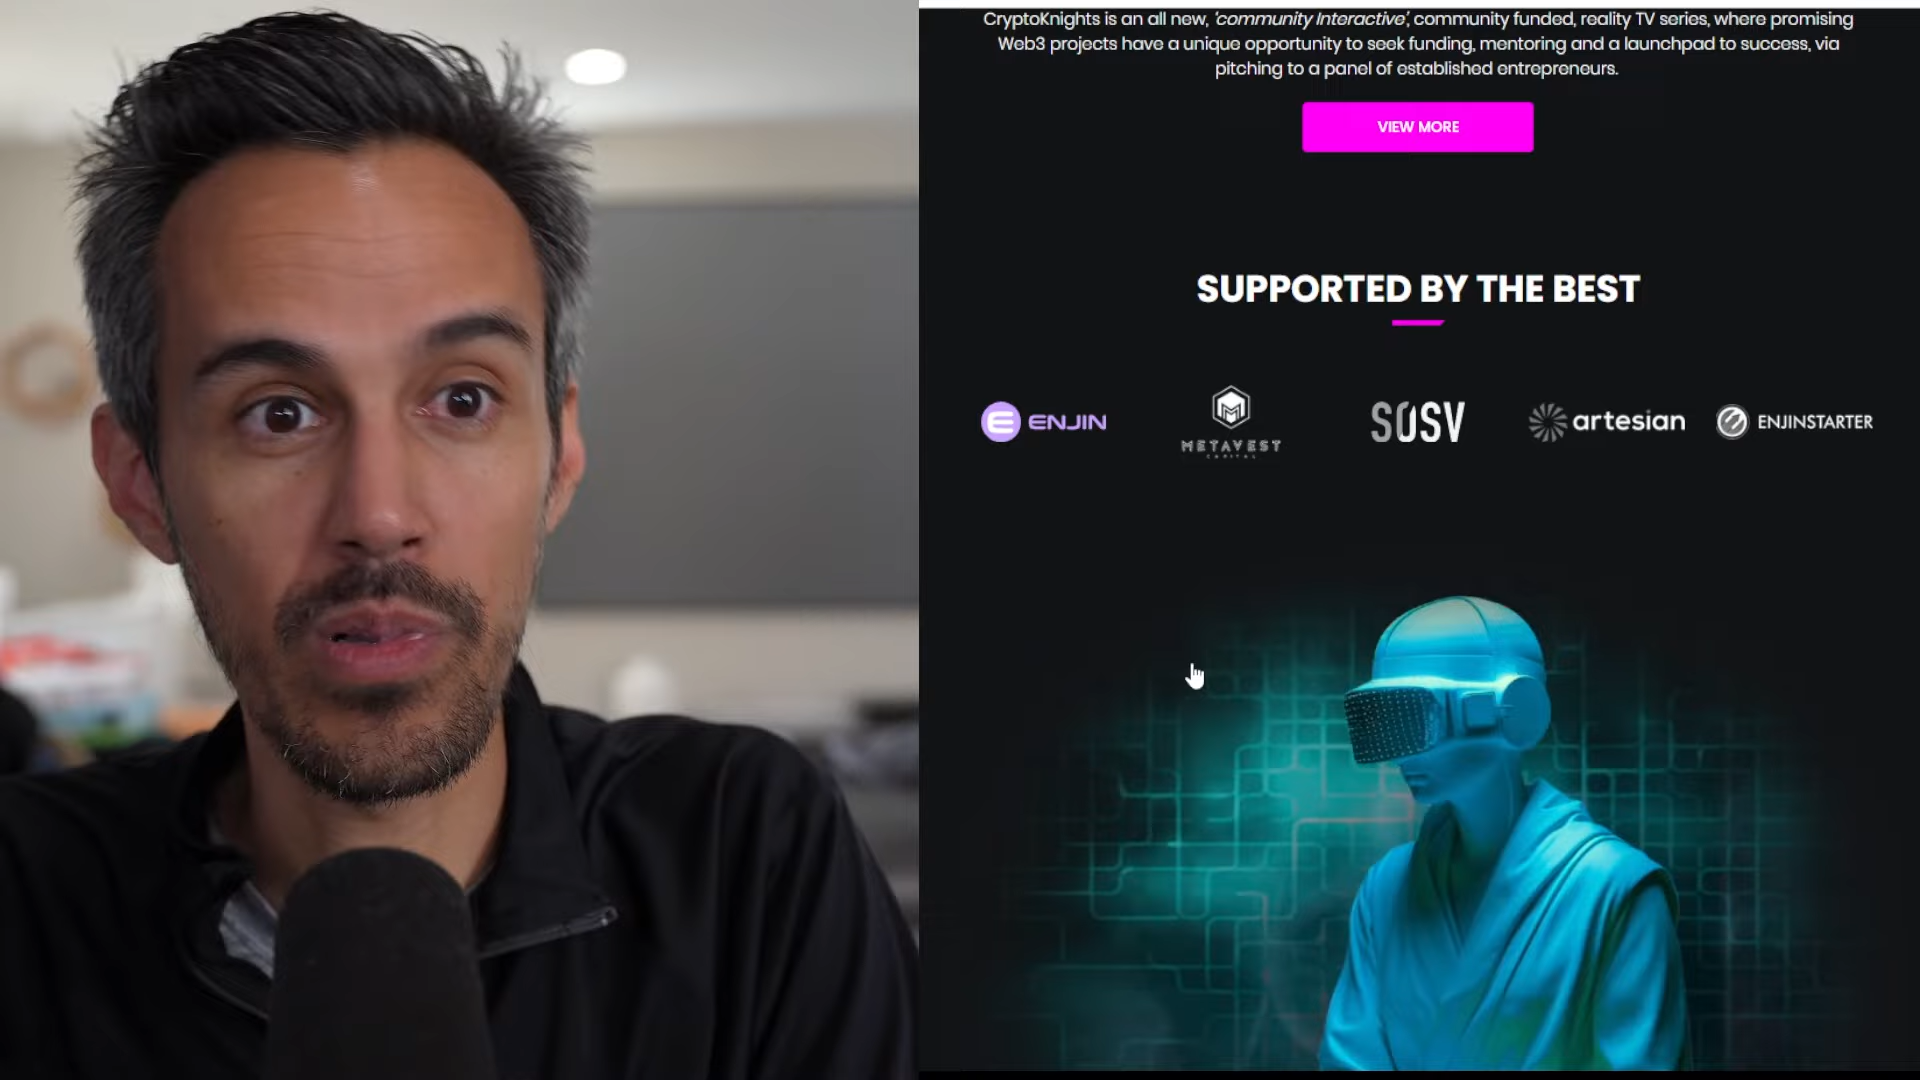 CryptoKnights is an all new, 'community Interactive', community funded, reality TV series, where promising
Web3 projects have a unique opportunity to seek funding, mentoring and a launchpad to success, via
pitching to a panel of established entrepreneurs.
VIEW MORE
SUPPORTED BY THE BEST
ENJIN
METAVEST
CAPITAL
SOSV
artesian
ENJINSTARTER